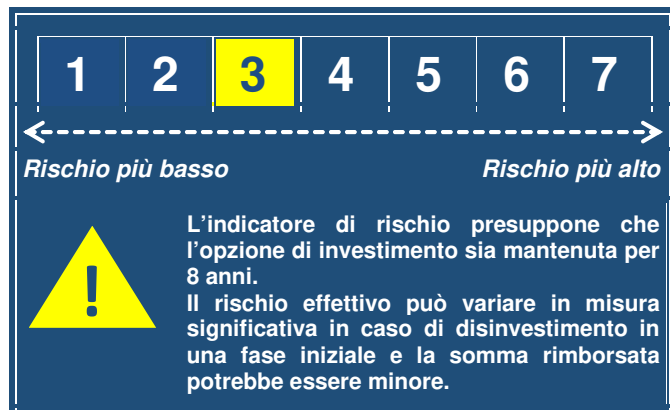 1 2 3 4 5 6 7
Rischio più basso Rischio più alto
!
L'indicatore di rischio presuppone che
l'opzione di investimento sia mantenuta per
8 anni.
Il rischio effettivo può variare in misura
significativa in caso di disinvestimento in
una fase iniziale e la somma rimborsata
potrebbe essere minore.